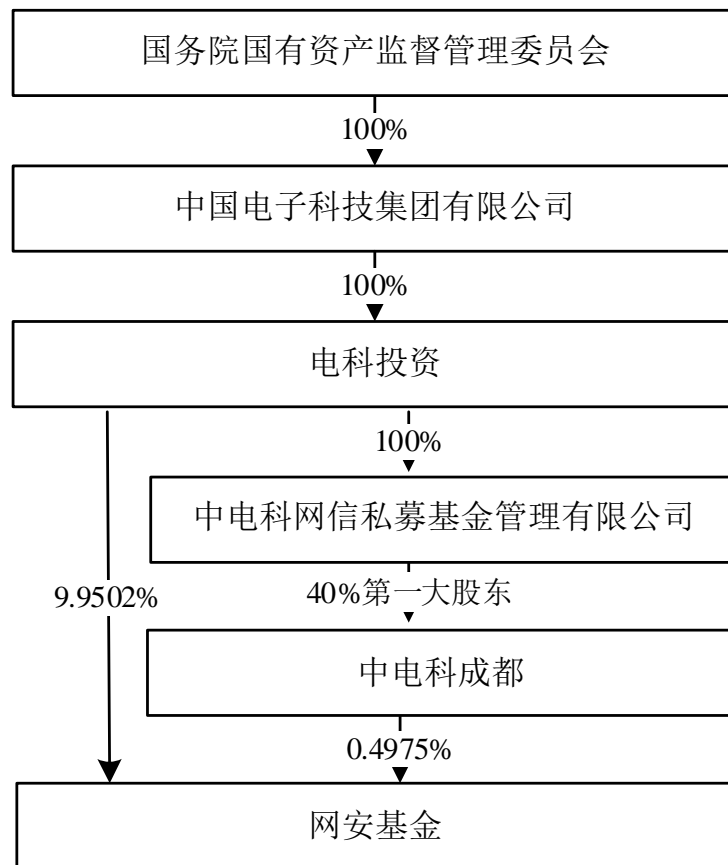 国务院国有资产监督管理委员会
100%
中国电子科技集团有限公司
100%
电科投资
100%
中电科网信私募基金管理有限公司
9.9502%
40%第一大股东
中电科成都
0.4975%
网安基金